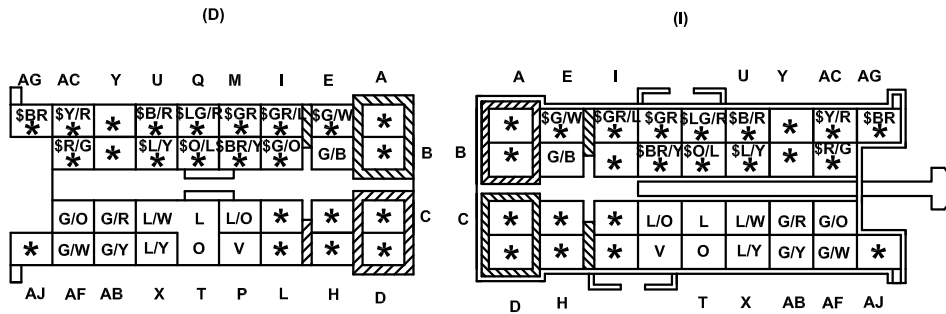 (D) (I)
AG AC Y U Q M I E A A E I U Y AC AG
$BR * $Y/R * * $B/R * $LG/R * $GR * $GR/L * $G/W * * * $G/W * $GR/L * $GR * $LG/R * $B/R * * $Y/R * $BR *
$R/G * * $L/Y * $O/L * $BR/Y * $G/O * G/B * B B * G/B * $BR/Y * $O/L * $L/Y * * $R/G *
G/O G/R L/W L L/O * * * C C * * * L/O L L/W G/R G/O
* G/W G/Y L/Y O V * * * * * * V O L/Y G/Y G/W *
AJ AF AB X T P L H D D H T X AB AF AJ